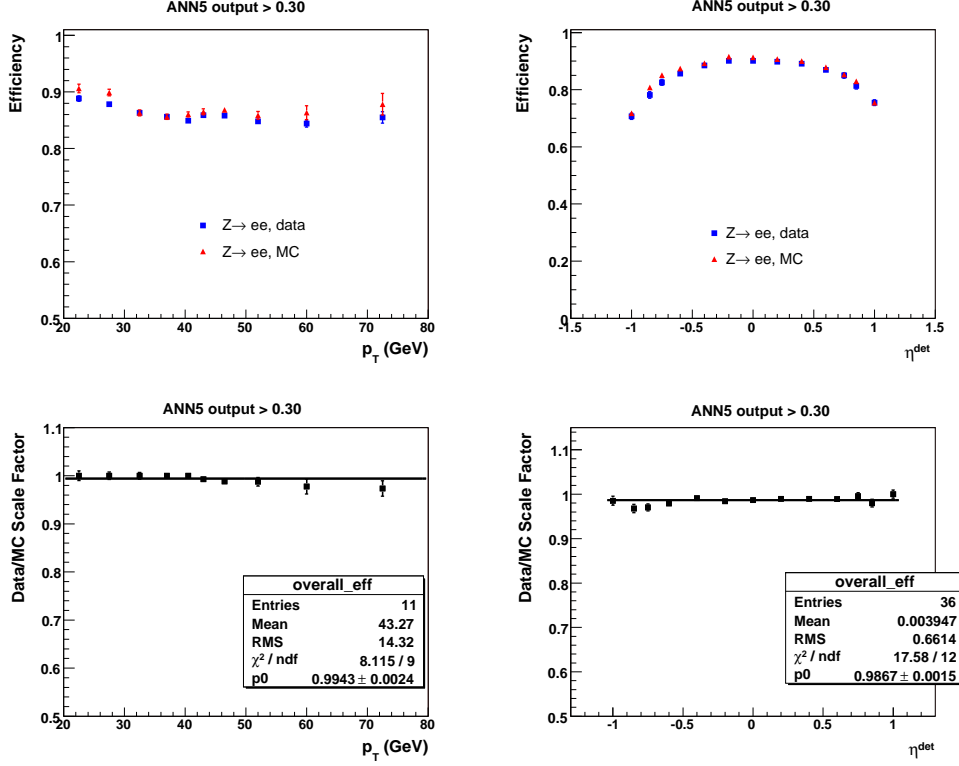 ANN5 output > 0.30
Efficiency
1
0.9
0.8
0.7
0.6
0.5
Z→ ee, data
Z→ ee, MC
20 30 40 50 60 70 80
p_T (GeV)
ANN5 output > 0.30
Efficiency
1
0.8
0.6
0.4
0.2
0
Z→ ee, data
Z→ ee, MC
-1.5 -1 -0.5 0 0.5 1 1.5
η^det
ANN5 output > 0.30
Data/MC Scale Factor
1.1
1
0.9
0.8
0.7
0.6
0.5
overall_eff
Entries 11
Mean 43.27
RMS 14.32
χ² / ndf 8.115 / 9
p0 0.9943 ± 0.0024
20 30 40 50 60 70 80
p_T (GeV)
ANN5 output > 0.30
Data/MC Scale Factor
1.1
1
0.9
0.8
0.7
0.6
0.5
overall_eff
Entries 36
Mean 0.003947
RMS 0.6614
χ² / ndf 17.58 / 12
p0 0.9867 ± 0.0015
-1 -0.5 0 0.5 1
η^det